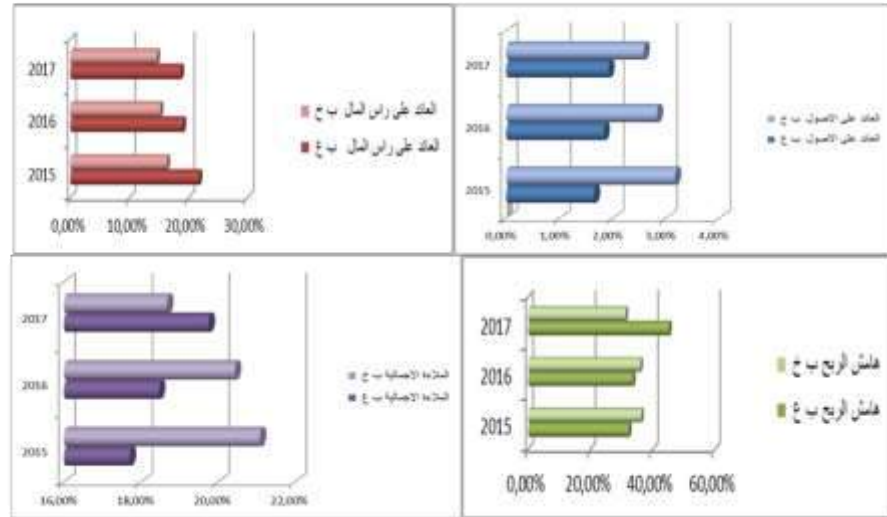 2017
2016
2015
0,00% 10,00% 20,00% 30,00%
العائد على راس المال ب خ
العائد على راس المال ب ع
2017
2016
2015
0,00% 1,00% 2,00% 3,00% 4,00%
العائد على الاصول ب خ
العائد على الاصول ب ع
2017
2016
2015
16,00% 18,00% 20,00% 22,00%
الملاءة الاجمالية ب خ
الملاءة الاجمالية ب ع
2017
2016
2015
0,00% 20,00% 40,00% 60,00%
هامش الربح ب خ
هامش الربح ب ع